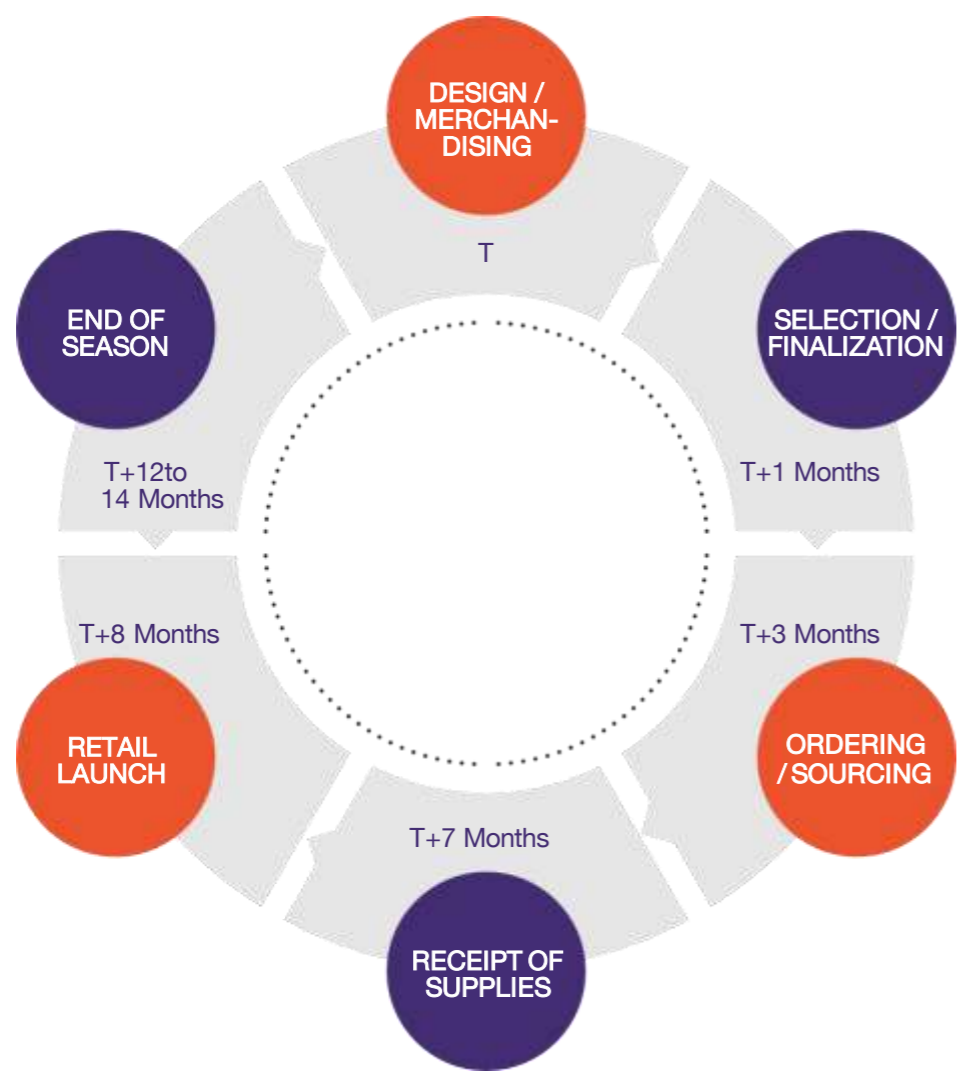 DESIGN /
MERCHAN-
DISING
T
SELECTION /
FINALIZATION
T+1 Months
T+3 Months
ORDERING
/ SOURCING
T+7 Months
RECEIPT OF
SUPPLIES
T+8 Months
RETAIL
LAUNCH
END OF
SEASON
T+12to
14 Months